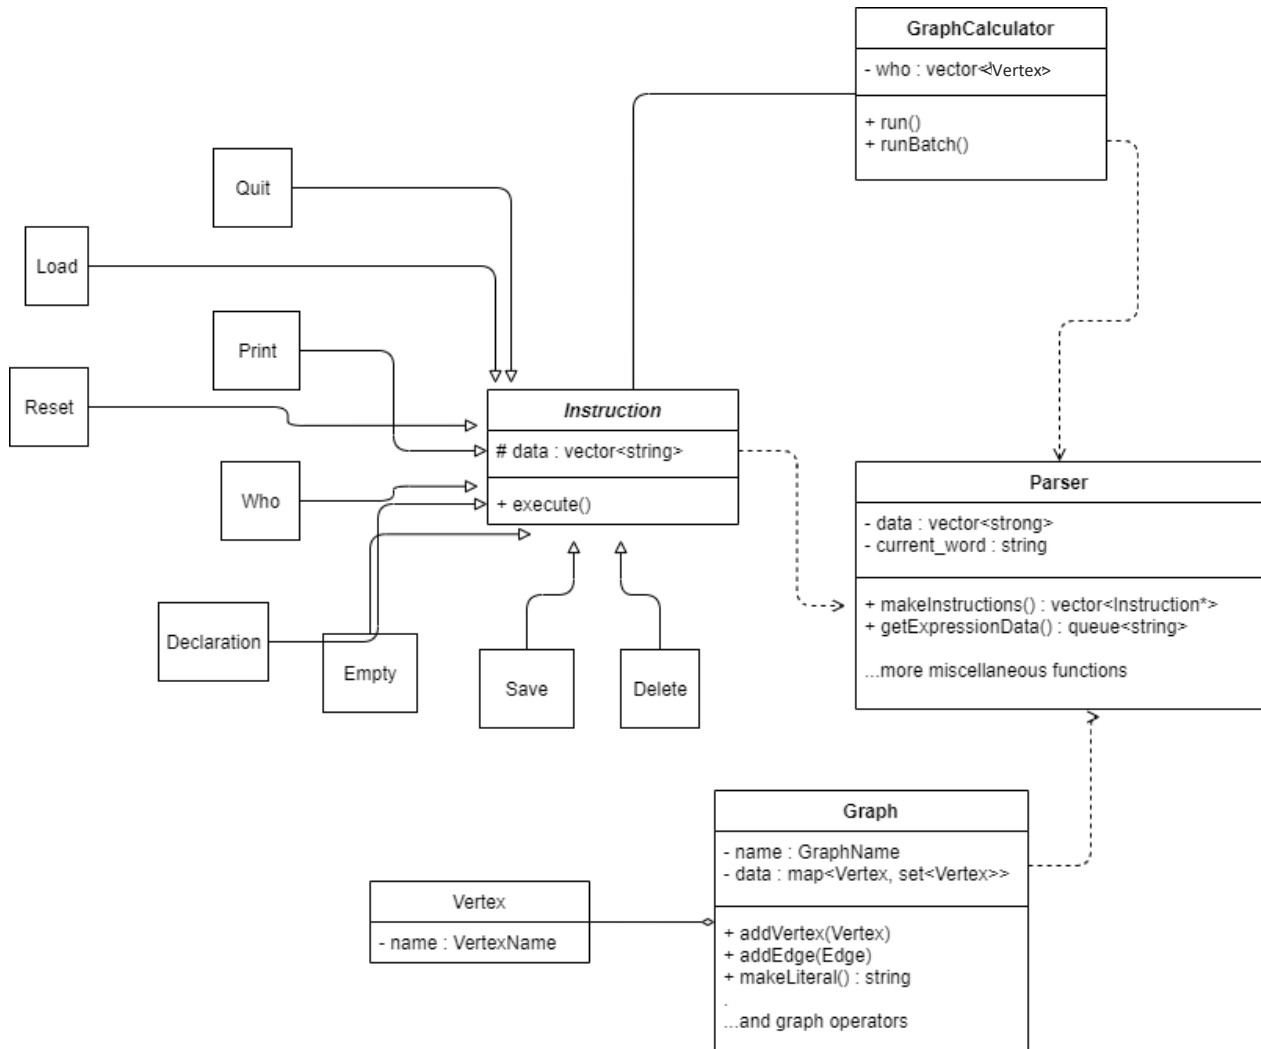 GraphCalculator
- who : vector<Vertex>
+ run()
+ runBatch()
Quit
Load
Print
Reset
Instruction
# data : vector<string>
+ execute()
Who
Parser
- data : vector<strong>
- current_word : string
+ makeInstructions() : vector<Instruction*>
+ getExpressionData() : queue<string>
...more miscellaneous functions
Declaration
Empty
Save
Delete
Graph
- name : GraphName
- data : map<Vertex, set<Vertex>>
+ addVertex(Vertex)
+ addEdge(Edge)
+ makeLiteral() : string
.
...and graph operators
Vertex
- name : VertexName